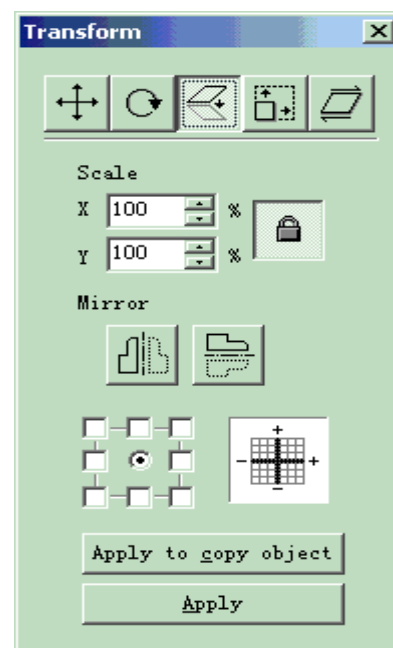 Transform
Scale
X 100 %
Y 100 %
Mirror
+
- +
-
Apply to copy object
Apply